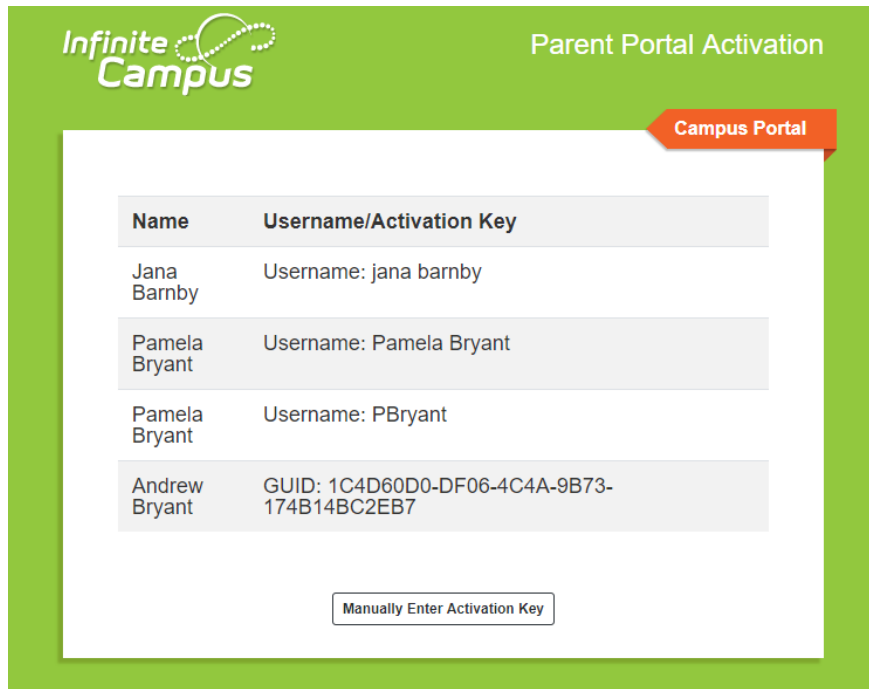 Infinite
Campus
Parent Portal Activation
Campus Portal
Name Username/Activation Key
Jana
Barnby
Username: jana barnby
Pamela
Bryant
Username: Pamela Bryant
Pamela
Bryant
Username: PBryant
Andrew
Bryant
GUID: 1C4D60D0-DF06-4C4A-9B73-
174B14BC2EB7
Manually Enter Activation Key